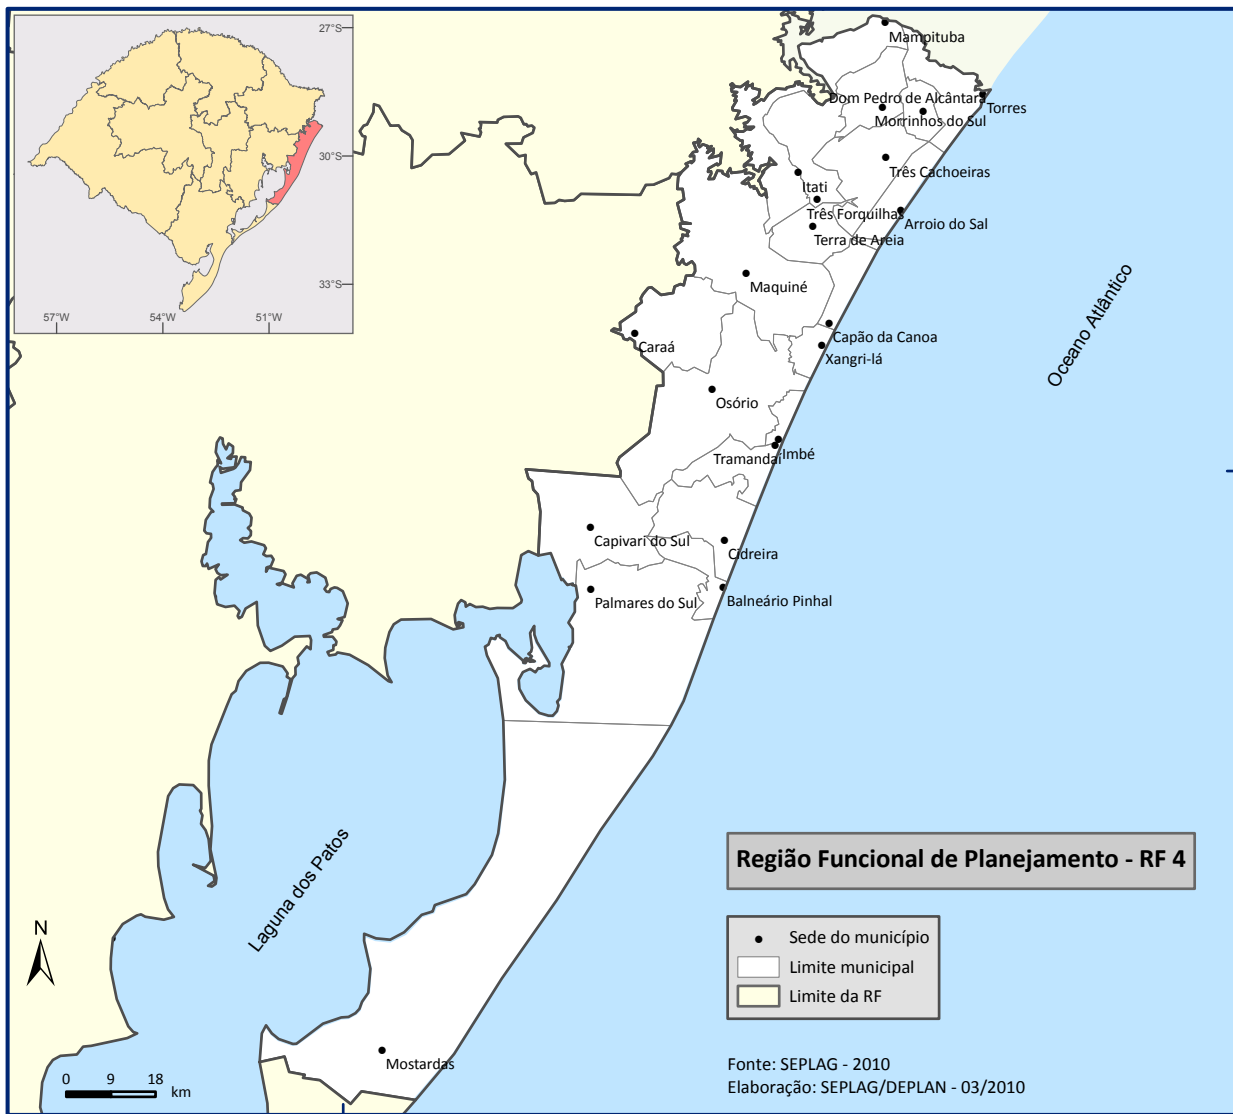 27°S
30°S
33°S
57°W
54°W
51°W
Mampituba
Dom Pedro de Alcântara
Torres
Morrinhos do Sul
Três Cachoeiras
Itati
Três Forquilhas
Arroio do Sal
Terra de Areia
Maquiné
Capão da Canoa
Caraá
Xangri-lá
Osório
Imbé
Tramandaí
Capivari do Sul
Cidreira
Palmares do Sul
Balneário Pinhal
Mostardas
Oceano Atlântico
Laguna dos Patos
N
0 9 18
km
Região Funcional de Planejamento - RF 4
Sede do município
Limite municipal
Limite da RF
Fonte: SEPLAG - 2010
Elaboração: SEPLAG/DEPLAN - 03/2010